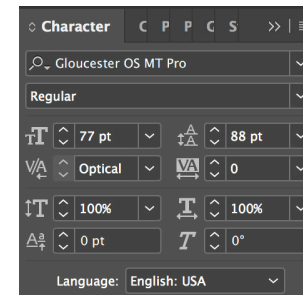 Character C P P G S
Gloucester OS MT Pro
Regular
77 pt 88 pt
Optical 0
100% 100%
0 pt 0°
Language: English: USA